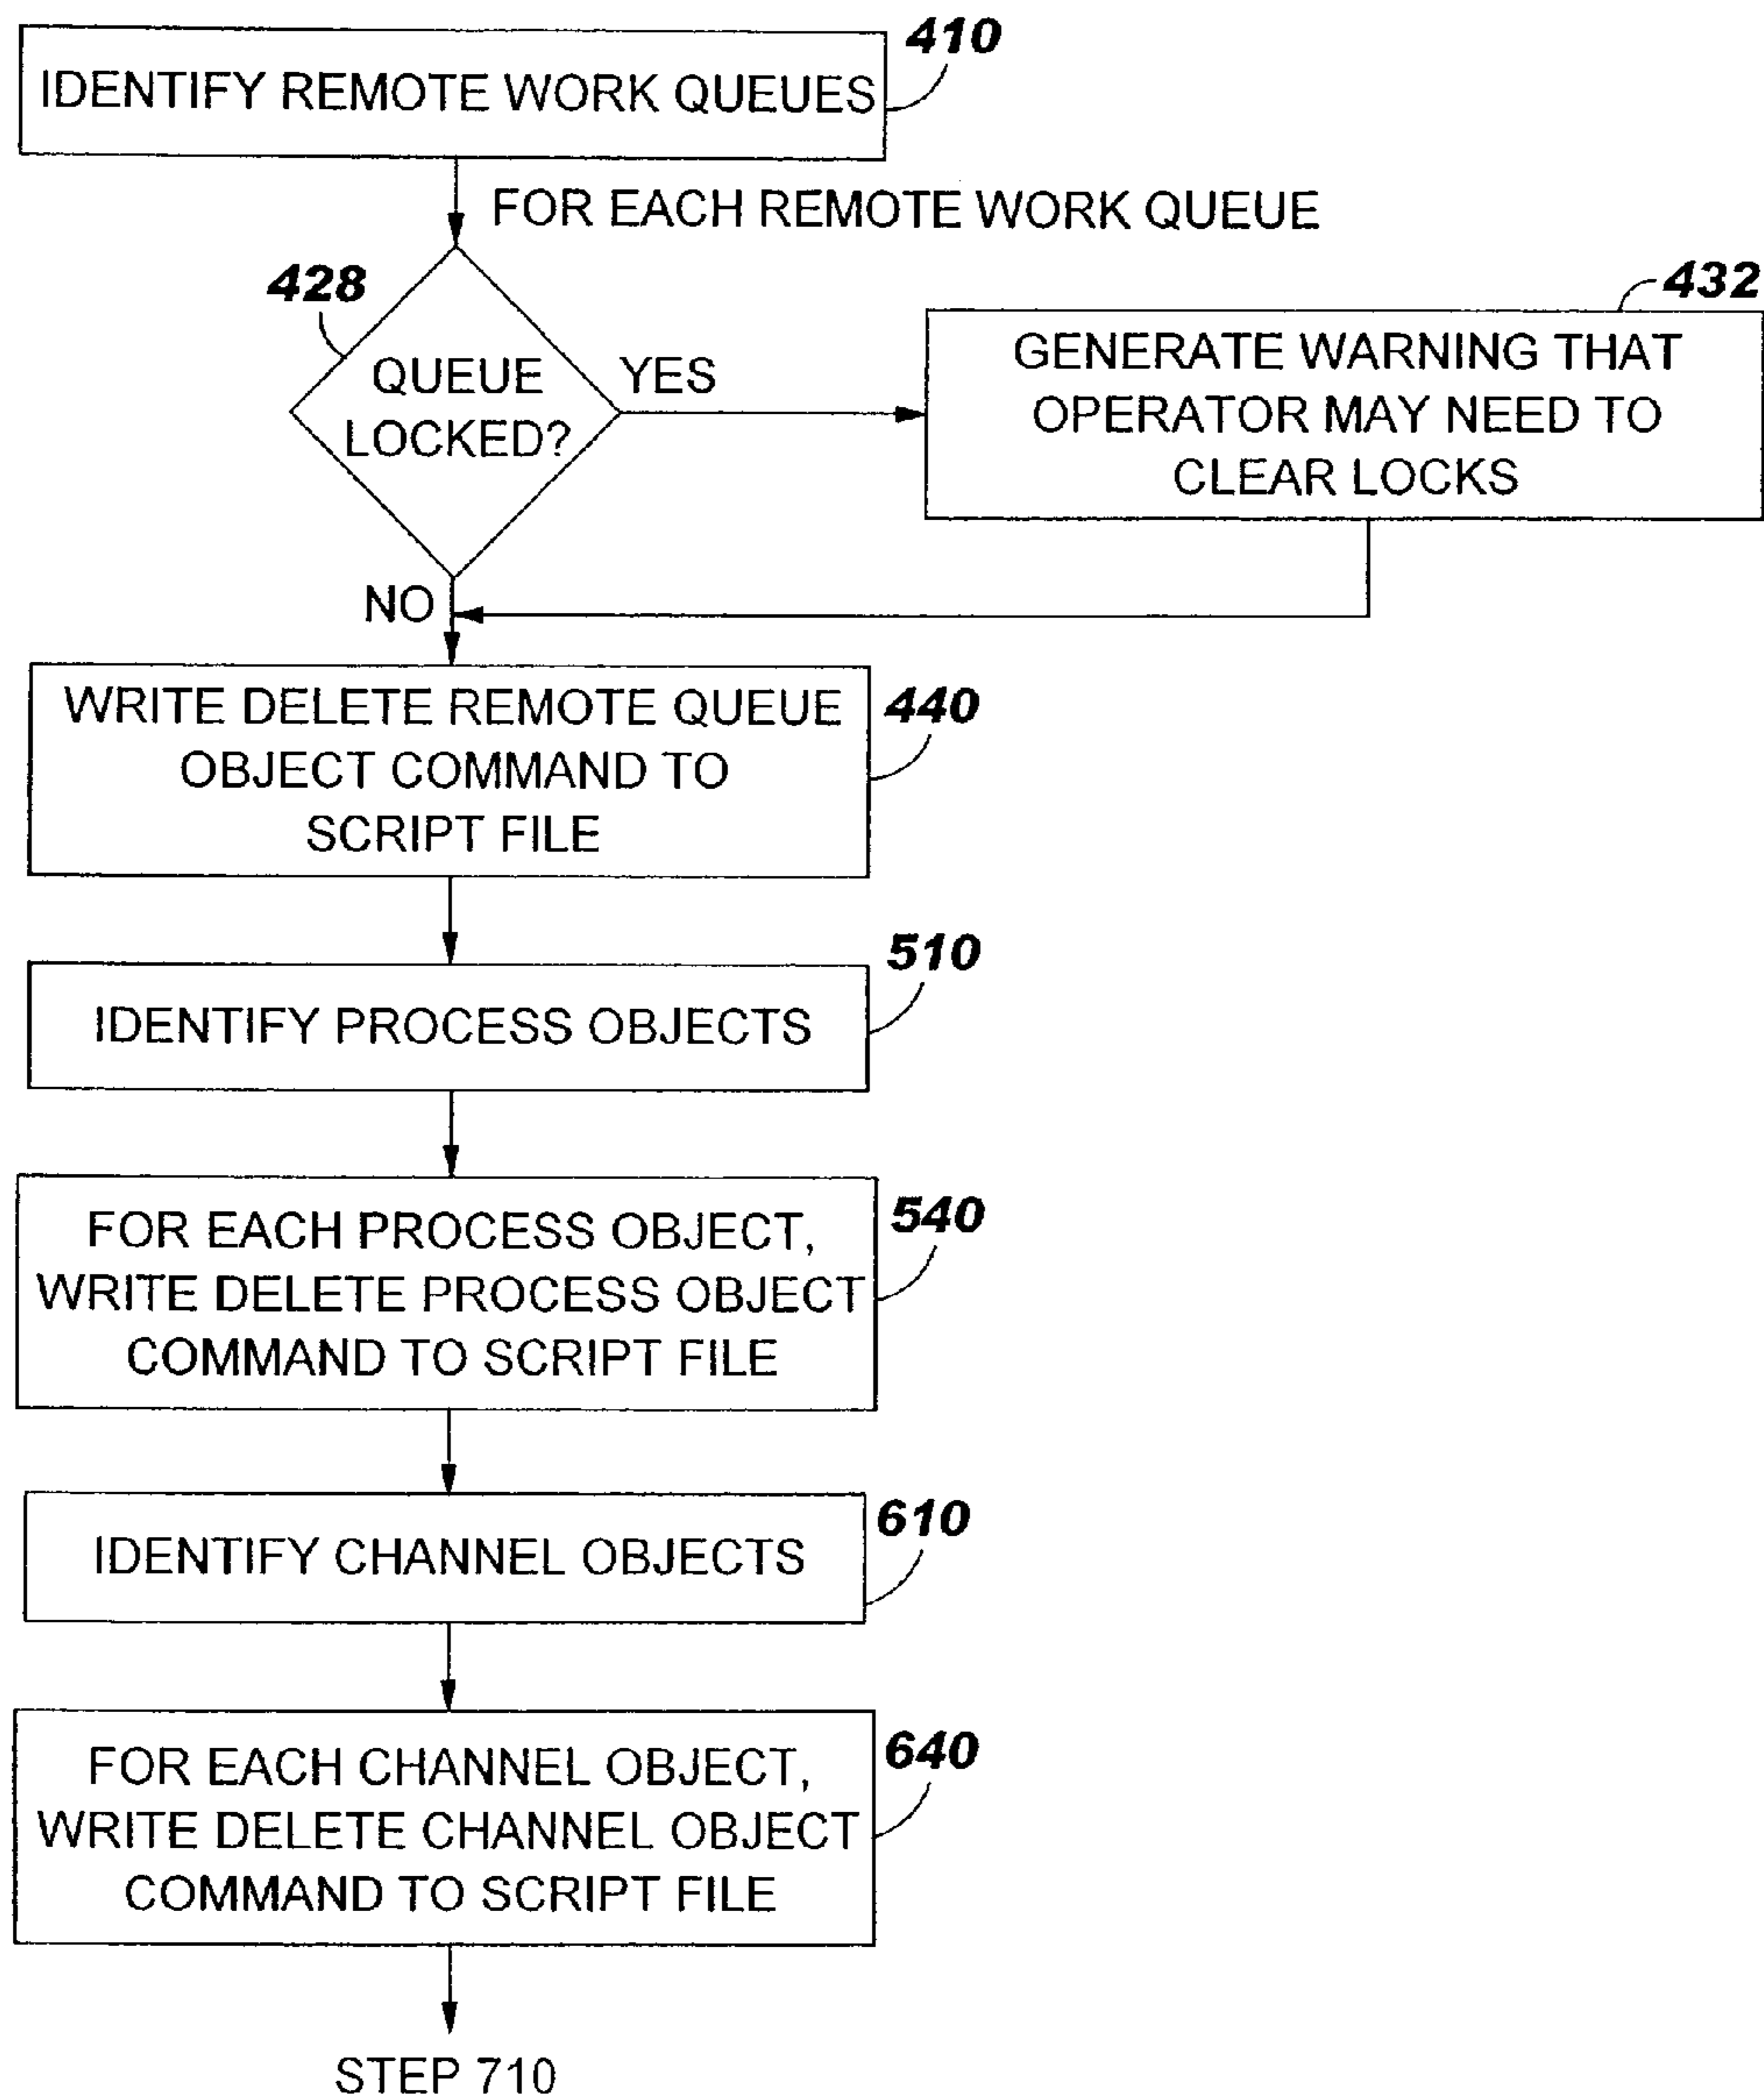 410
IDENTIFY REMOTE WORK QUEUES
FOR EACH REMOTE WORK QUEUE
428
QUEUE
LOCKED?
YES
432
GENERATE WARNING THAT
OPERATOR MAY NEED TO
CLEAR LOCKS
NO
WRITE DELETE REMOTE QUEUE
OBJECT COMMAND TO
SCRIPT FILE
440
510
IDENTIFY PROCESS OBJECTS
FOR EACH PROCESS OBJECT,
WRITE DELETE PROCESS OBJECT
COMMAND TO SCRIPT FILE
540
610
IDENTIFY CHANNEL OBJECTS
FOR EACH CHANNEL OBJECT,
WRITE DELETE CHANNEL OBJECT
COMMAND TO SCRIPT FILE
640
STEP 710